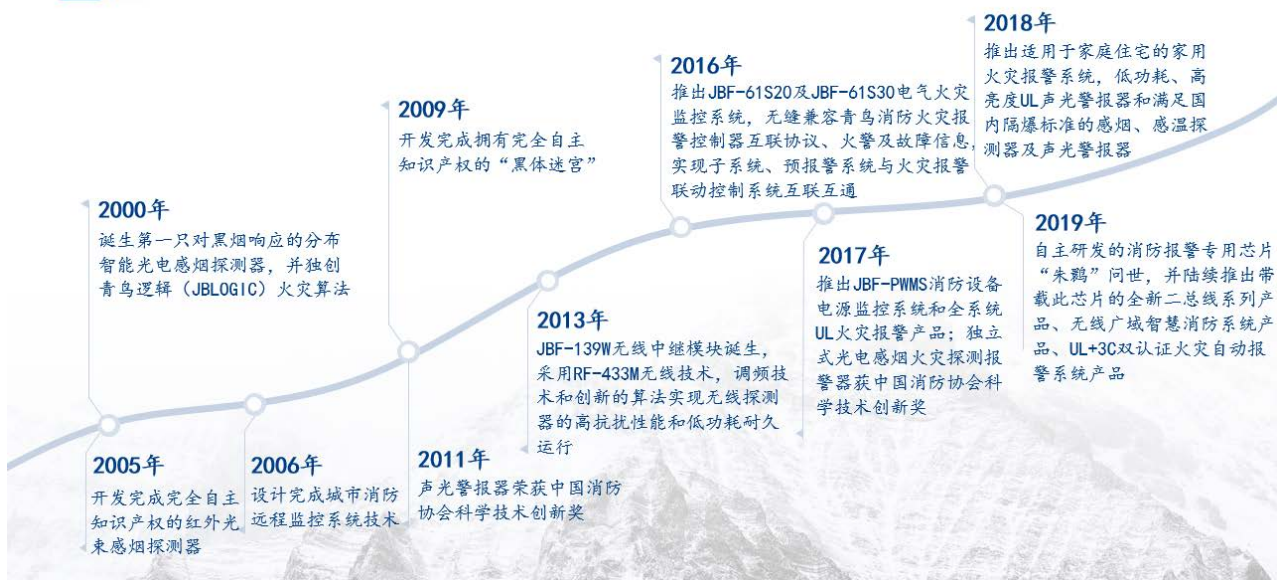 2000年
诞生第一只对黑烟响应的分布
智能光电感烟探测器，并独创
青鸟逻辑（JBLOGIC）火灾算法
2005年
开发完成完全自主
知识产权的红外光
束感烟探测器
2006年
设计完成城市消防
远程监控系统技术
2009年
开发完成拥有完全自主
知识产权的“黑体迷宫”
2011年
声光警报器荣获中国消防
协会科学技术创新奖
2013年
JBF-139W无线中继模块诞生，
采用RF-433M无线技术，调频技
术和创新的算法实现无线探测
器的高抗扰性能和低功耗耐久
运行
2016年
推出JBF-61S20及JBF-61S30电气火灾
监控系统，无缝兼容青鸟消防火灾报
警控制器互联协议、火警及故障信息，
实现子系统、预报警系统与火灾报警
联动控制系统互联互通
2017年
推出JBF-PWMS消防设备
电源监控系统和全系统
UL火灾报警产品；独立
式光电感烟火灾探测报
警器获中国消防协会科
学技术创新奖
2018年
推出适用于家庭住宅的家用
火灾报警系统，低功耗、高
亮度UL声光警报器和满足国
内隔爆标准的感烟、感温探
测器及声光警报器
2019年
自主研发的消防报警专用芯片
“朱鹮”问世，并陆续推出带
载此芯片的全新二总线系列产
品、无线广域智慧消防系统产
品、UL+3C双认证火灾自动报
警系统产品